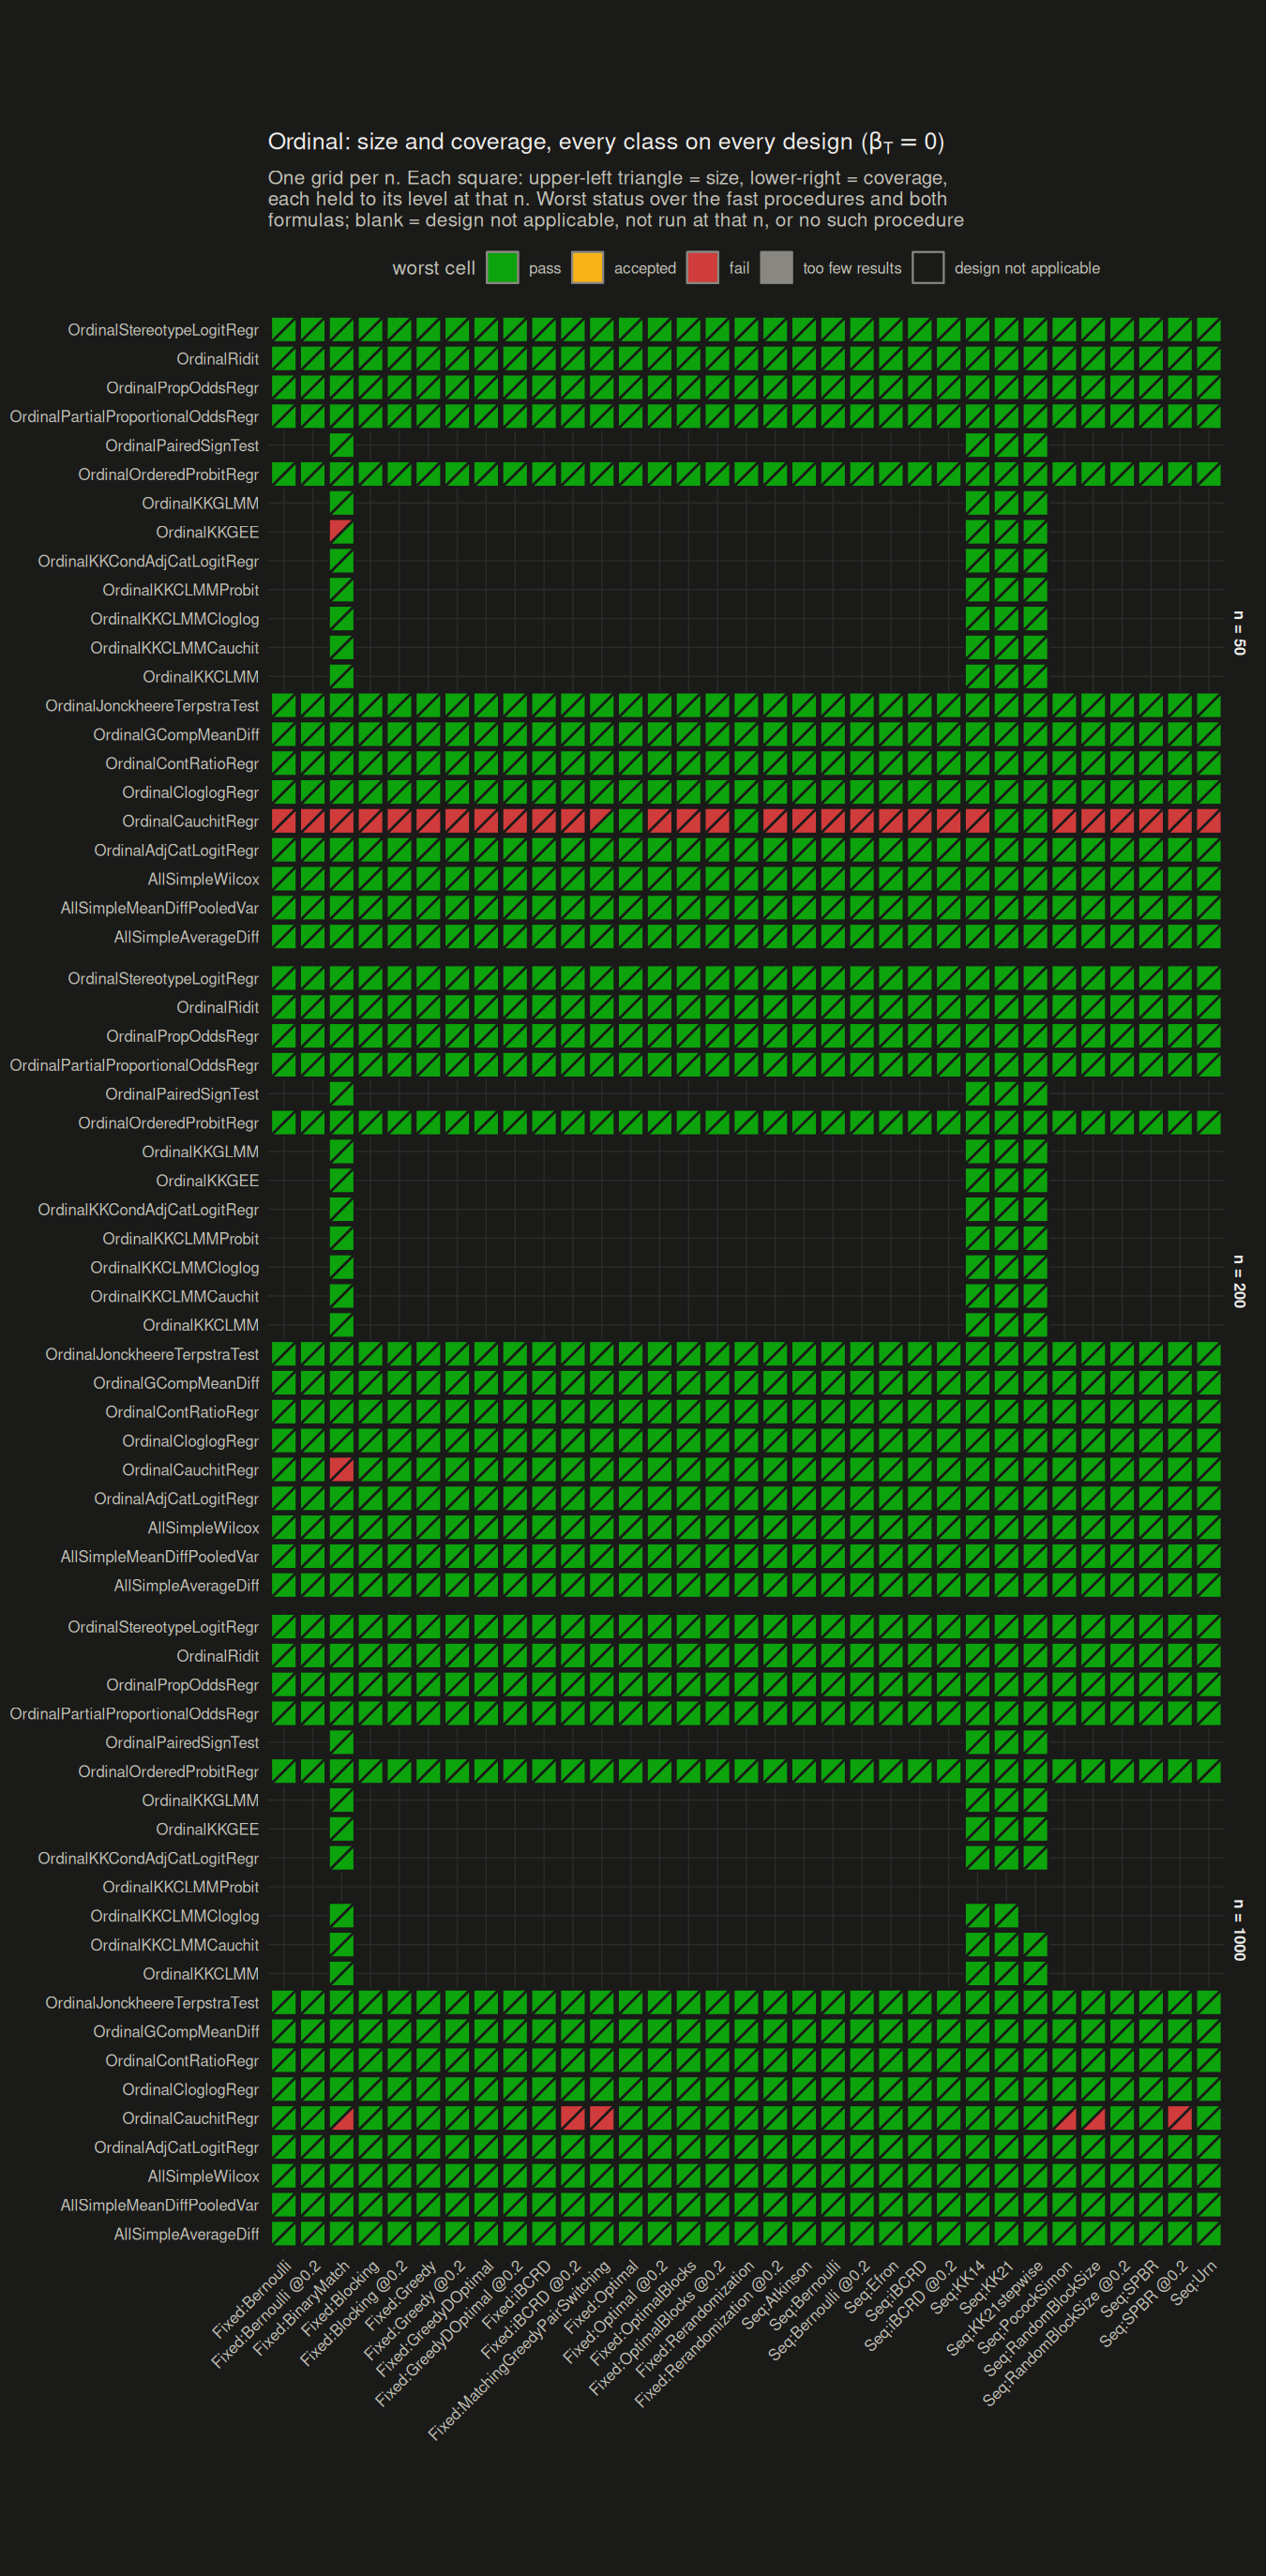 Ordinal: size and coverage, every class on every design (βT = 0)
One grid per n. Each square: upper-left triangle = size, lower-right = coverage,
each held to its level at that n. Worst status over the fast procedures and both
formulas; blank = design not applicable, not run at that n, or no such procedure
worst cell pass accepted fail too few results design not applicable
OrdinalStereotypeLogitRegr
OrdinalRidit
OrdinalPropOddsRegr
OrdinalPartialProportionalOddsRegr
OrdinalPairedSignTest
OrdinalOrderedProbitRegr
OrdinalKKGLMM
OrdinalKKGEE
OrdinalKKCondAdjCatLogitRegr
OrdinalKKCLMMProbit
OrdinalKKCLMMCloglog
OrdinalKKCLMMCauchit
OrdinalKKCLMM
OrdinalJonckheereTerpstraTest
OrdinalGCompMeanDiff
OrdinalContRatioRegr
OrdinalCloglogRegr
OrdinalCauchitRegr
OrdinalAdjCatLogitRegr
AllSimpleWilcox
AllSimpleMeanDiffPooledVar
AllSimpleAverageDiff
n = 50
OrdinalStereotypeLogitRegr
OrdinalRidit
OrdinalPropOddsRegr
OrdinalPartialProportionalOddsRegr
OrdinalPairedSignTest
OrdinalOrderedProbitRegr
OrdinalKKGLMM
OrdinalKKGEE
OrdinalKKCondAdjCatLogitRegr
OrdinalKKCLMMProbit
OrdinalKKCLMMCloglog
OrdinalKKCLMMCauchit
OrdinalKKCLMM
OrdinalJonckheereTerpstraTest
OrdinalGCompMeanDiff
OrdinalContRatioRegr
OrdinalCloglogRegr
OrdinalCauchitRegr
OrdinalAdjCatLogitRegr
AllSimpleWilcox
AllSimpleMeanDiffPooledVar
AllSimpleAverageDiff
n = 200
OrdinalStereotypeLogitRegr
OrdinalRidit
OrdinalPropOddsRegr
OrdinalPartialProportionalOddsRegr
OrdinalPairedSignTest
OrdinalOrderedProbitRegr
OrdinalKKGLMM
OrdinalKKGEE
OrdinalKKCondAdjCatLogitRegr
OrdinalKKCLMMProbit
OrdinalKKCLMMCloglog
OrdinalKKCLMMCauchit
OrdinalKKCLMM
OrdinalJonckheereTerpstraTest
OrdinalGCompMeanDiff
OrdinalContRatioRegr
OrdinalCloglogRegr
OrdinalCauchitRegr
OrdinalAdjCatLogitRegr
AllSimpleWilcox
AllSimpleMeanDiffPooledVar
AllSimpleAverageDiff
n = 1000
Fixed:Bernoulli
Fixed:Bernoulli @0.2
Fixed:BinaryMatch
Fixed:Blocking
Fixed:Blocking @0.2
Fixed:Greedy
Fixed:Greedy @0.2
Fixed:GreedyDOptimal
Fixed:GreedyDOptimal @0.2
Fixed:iBCRD
Fixed:iBCRD @0.2
Fixed:MatchingGreedyPairSwitching
Fixed:Optimal
Fixed:Optimal @0.2
Fixed:OptimalBlocks
Fixed:OptimalBlocks @0.2
Fixed:Rerandomization
Fixed:Rerandomization @0.2
Seq:Atkinson
Seq:Bernoulli
Seq:Bernoulli @0.2
Seq:Efron
Seq:iBCRD
Seq:iBCRD @0.2
Seq:KK14
Seq:KK21
Seq:KK21stepwise
Seq:PocockSimon
Seq:RandomBlockSize
Seq:RandomBlockSize @0.2
Seq:SPBR
Seq:SPBR @0.2
Seq:Urn